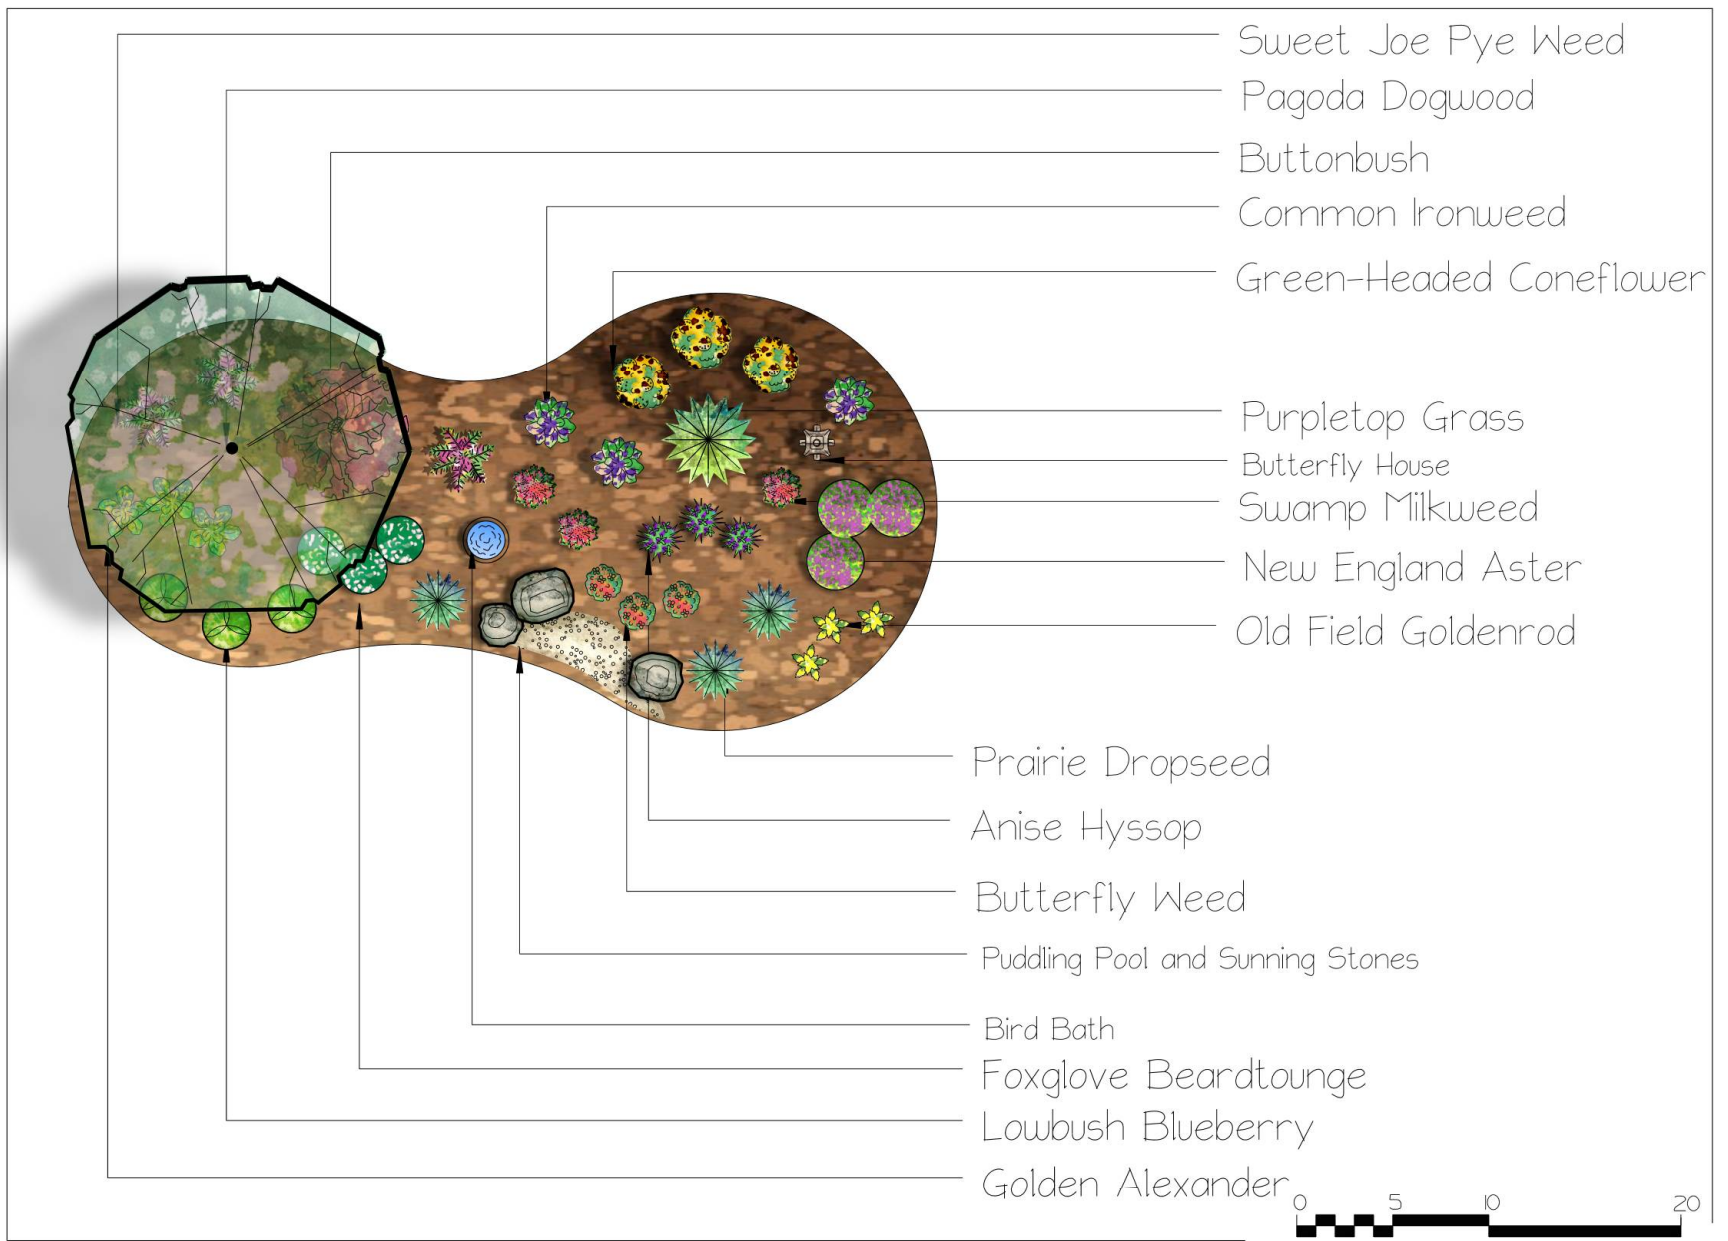 Sweet Joe Pye Weed
Pagoda Dogwood
Buttonbush
Common Ironweed
Green-Headed Coneflower
Purpletop Grass
Butterfly House
Swamp Milkweed
New England Aster
Old Field Goldenrod
Prairie Dropseed
Anise Hyssop
Butterfly Weed
Puddling Pool and Sunning Stones
Bird Bath
Foxglove Beardtounge
Lowbush Blueberry
Golden Alexander
0 5 10 20